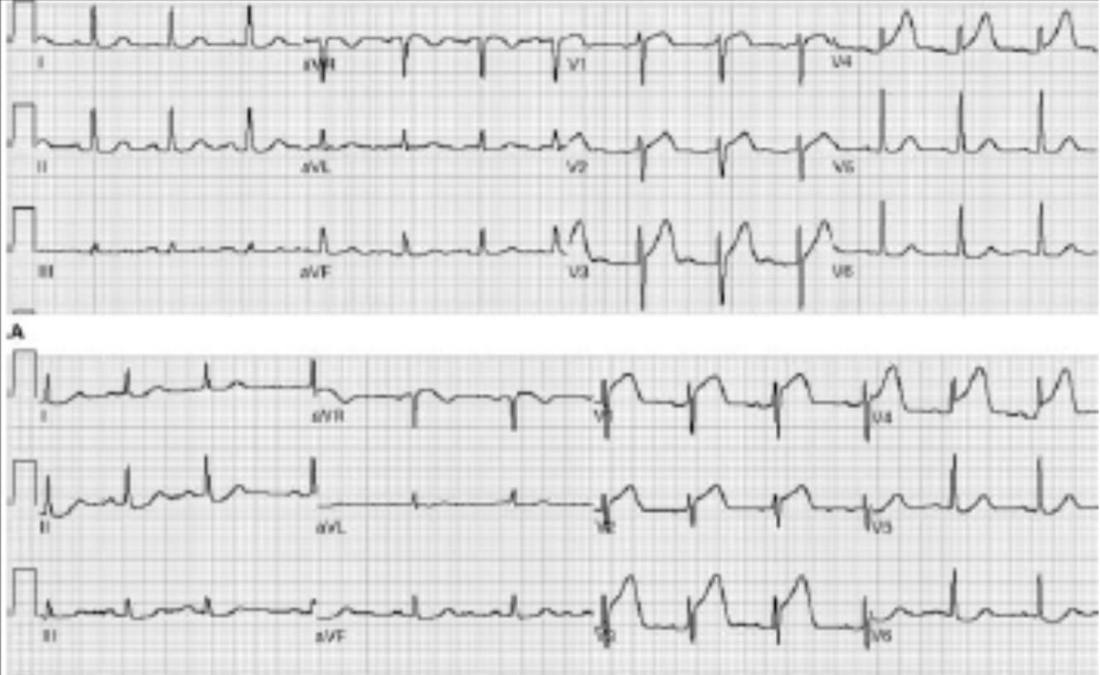 I aVR V1 V4
II aVL V2 V5
III aVF V3 V6
A
I aVR V4
II aVL V2 V5
III aVF V6